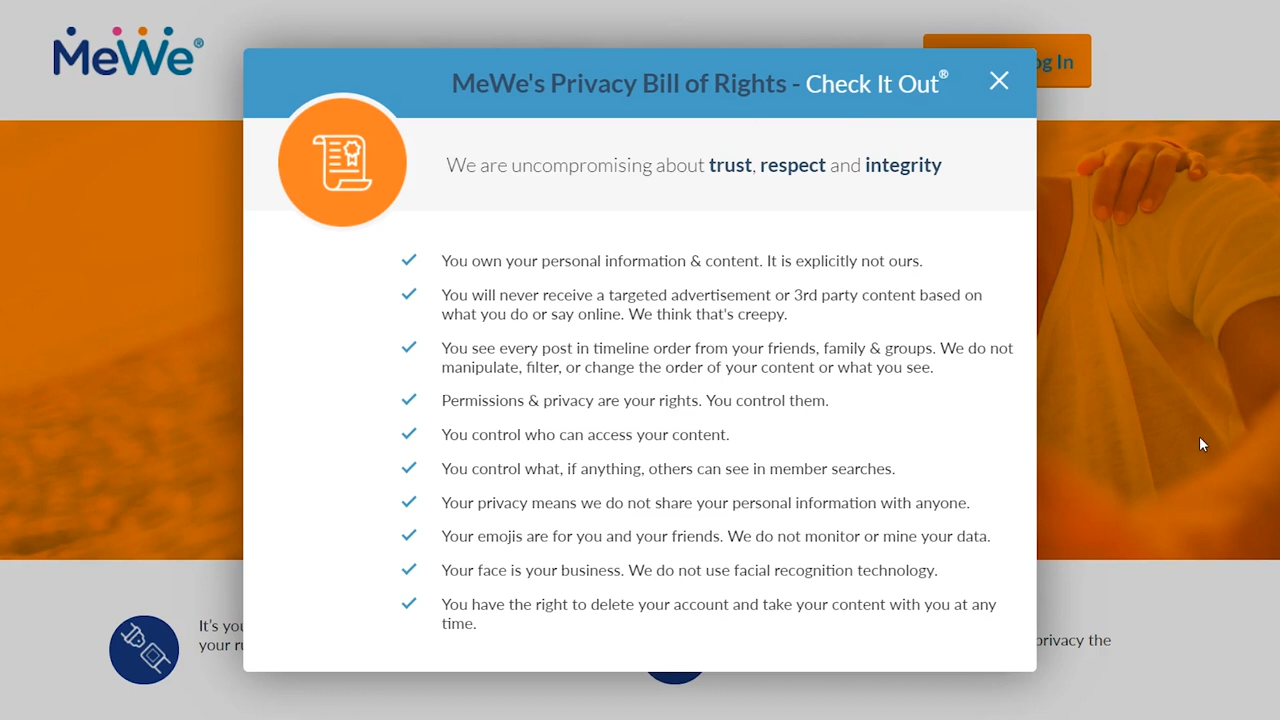 MeWe®
og In
MeWe's Privacy Bill of Rights - Check It Out®
We are uncompromising about trust, respect and integrity
You own your personal information & content. It is explicitly not ours.
You will never receive a targeted advertisement or 3rd party content based on
what you do or say online. We think that's creepy.
You see every post in timeline order from your friends, family & groups. We do not
manipulate, filter, or change the order of your content or what you see.
Permissions & privacy are your rights. You control them.
You control who can access your content.
You control what, if anything, others can see in member searches.
Your privacy means we do not share your personal information with anyone.
Your emojis are for you and your friends. We do not monitor or mine your data.
Your face is your business. We do not use facial recognition technology.
You have the right to delete your account and take your content with you at any
time.
It's you
your ru
privacy the